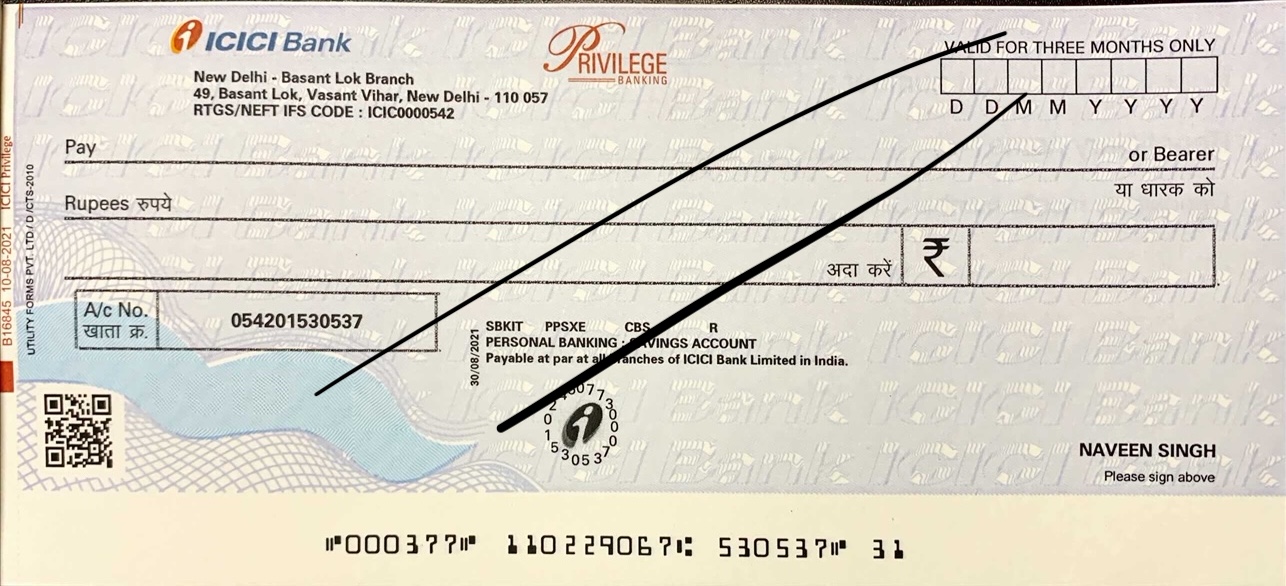 ICICI Bank
PRIVILEGE
BANKING
VALID FOR THREE MONTHS ONLY
D D M M Y Y Y Y
New Delhi - Basant Lok Branch
49, Basant Lok, Vasant Vihar, New Delhi - 110 057
RTGS/NEFT IFS CODE : ICIC0000542
Pay
or Bearer
या धारक को
Rupees रुपये
अदा करें ₹
A/c No. 054201530537
खाता क्र.
SBKIT PPSXE CBS R
PERSONAL BANKING : SAVINGS ACCOUNT
Payable at par at all branches of ICICI Bank Limited in India.
30/08/2021
B16845 10-08-2021 ICICI Privilege
UTILITY FORMS PVT. LTD / D / CTS-2010
NAVEEN SINGH
Please sign above
⑈000377⑈ 110229067⑆ 530537⑈ 31